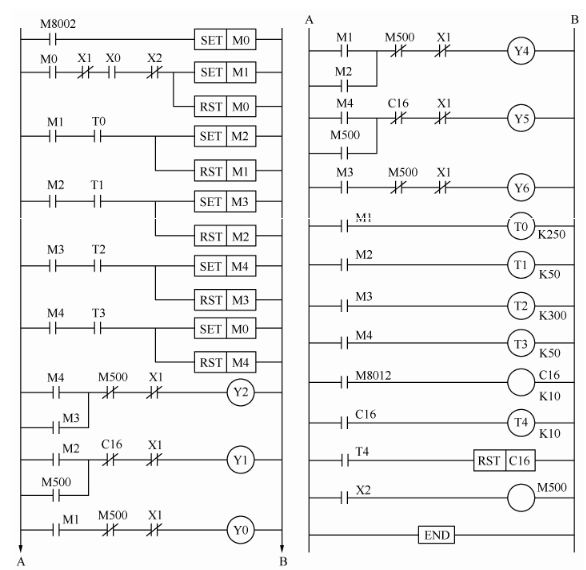 M8002
SET M0
M0 X1 X0 X2
SET M1
RST M0
M1 T0
SET M2
RST M1
M2 T1
SET M3
RST M2
M3 T2
SET M4
RST M3
M4 T3
SET M0
RST M4
M4 M500 X1
Y2
M3
M2 C16 X1
Y1
M500
M1 M500 X1
Y0
A B
A B
M1 M500 X1
Y4
M2
M4 C16 X1
Y5
M500
M3 M500 X1
Y6
M1
T0 K250
M2
T1 K50
M3
T2 K300
M4
T3 K50
M8012 C16
K10
C16
T4 K10
T4
RST C16
X2 M500
END